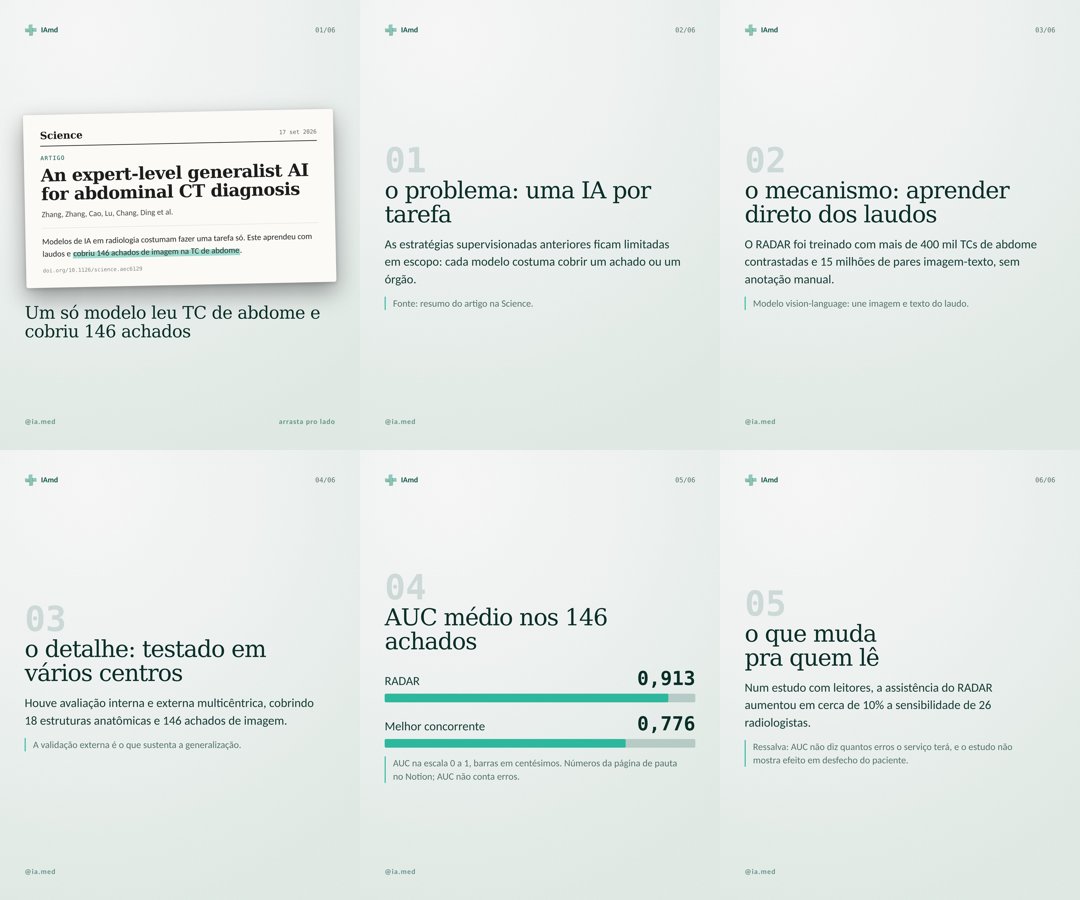 IAmd
01/06
Science
17 set 2026
ARTIGO
An expert-level generalist AI
for abdominal CT diagnosis
Zhang, Zhang, Cao, Lu, Chang, Ding et al.
Modelos de IA em radiologia costumam fazer uma tarefa só. Este aprendeu com
laudos e cobriu 146 achados de imagem na TC de abdome.
doi.org/10.1126/science.aec6129
Um só modelo leu TC de abdome e
cobriu 146 achados
@ia.med
arrasta pro lado
IAmd
02/06
01
o problema: uma IA por
tarefa
As estratégias supervisionadas anteriores ficam limitadas
em escopo: cada modelo costuma cobrir um achado ou um
órgão.
Fonte: resumo do artigo na Science.
@ia.med
IAmd
03/06
02
o mecanismo: aprender
direto dos laudos
O RADAR foi treinado com mais de 400 mil TCs de abdome
contrastadas e 15 milhões de pares imagem-texto, sem
anotação manual.
Modelo vision-language: une imagem e texto do laudo.
@ia.med
IAmd
04/06
03
o detalhe: testado em
vários centros
Houve avaliação interna e externa multicêntrica, cobrindo
18 estruturas anatômicas e 146 achados de imagem.
A validação externa é o que sustenta a generalização.
@ia.med
IAmd
05/06
04
AUC médio nos 146
achados
RADAR
0,913
Melhor concorrente
0,776
AUC na escala 0 a 1, barras em centésimos. Números da página de pauta
no Notion; AUC não conta erros.
@ia.med
IAmd
06/06
05
o que muda
pra quem lê
Num estudo com leitores, a assistência do RADAR
aumentou em cerca de 10% a sensibilidade de 26
radiologistas.
Ressalva: AUC não diz quantos erros o serviço terá, e o estudo não
mostra efeito em desfecho do paciente.
@ia.med